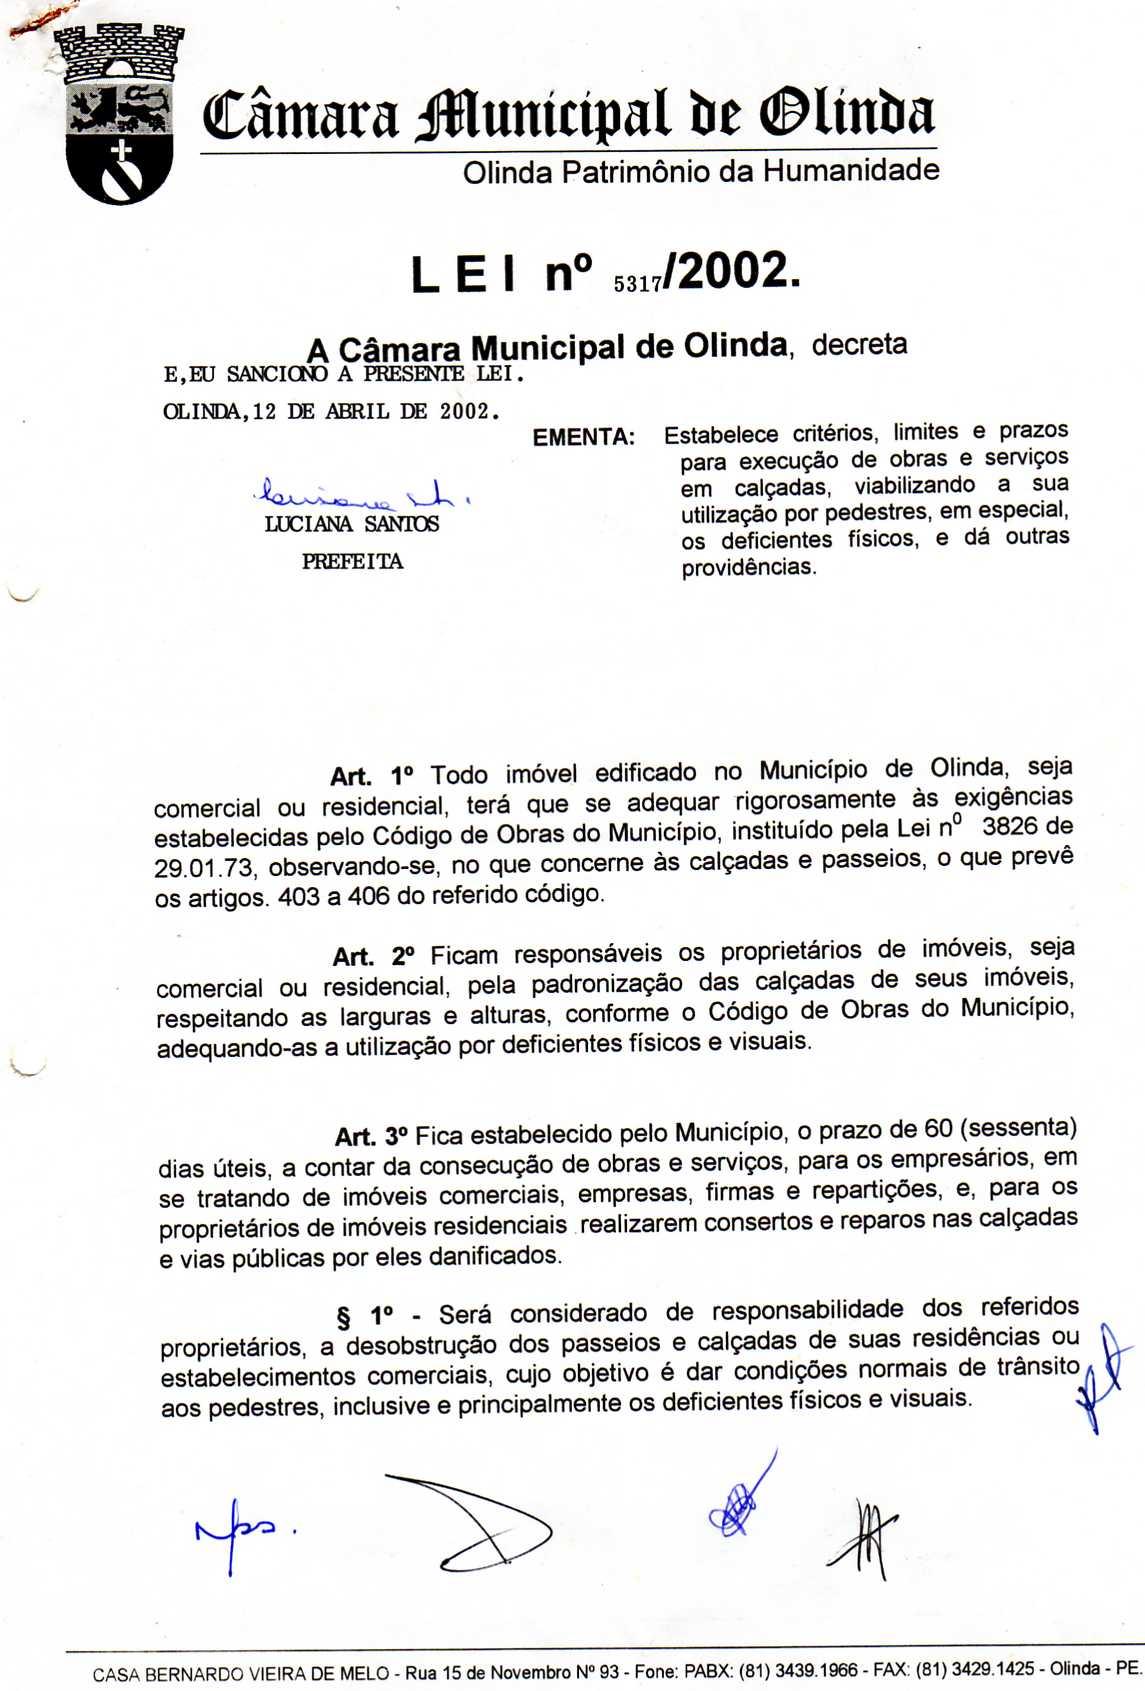 Câmara Municipal de Olinda
Olinda Patrimônio da Humanidade
L E I nº 5317/2002.
A Câmara Municipal de Olinda, decreta
E,EU SANCIONO A PRESENTE LEI.
OLINDA,12 DE ABRIL DE 2002.
EMENTA: Estabelece critérios, limites e prazos
para execução de obras e serviços
em calçadas, viabilizando a sua
utilização por pedestres, em especial,
os deficientes físicos, e dá outras
providências.
LUCIANA SANTOS
PREFEITA
Art. 1º Todo imóvel edificado no Município de Olinda, seja
comercial ou residencial, terá que se adequar rigorosamente às exigências
estabelecidas pelo Código de Obras do Município, instituído pela Lei n⁰ 3826 de
29.01.73, observando-se, no que concerne às calçadas e passeios, o que prevê
os artigos. 403 a 406 do referido código.
Art. 2º Ficam responsáveis os proprietários de imóveis, seja
comercial ou residencial, pela padronização das calçadas de seus imóveis,
respeitando as larguras e alturas, conforme o Código de Obras do Município,
adequando-as a utilização por deficientes físicos e visuais.
Art. 3º Fica estabelecido pelo Município, o prazo de 60 (sessenta)
dias úteis, a contar da consecução de obras e serviços, para os empresários, em
se tratando de imóveis comerciais, empresas, firmas e repartições, e, para os
proprietários de imóveis residenciais realizarem consertos e reparos nas calçadas
e vias públicas por eles danificados.
§ 1º - Será considerado de responsabilidade dos referidos
proprietários, a desobstrução dos passeios e calçadas de suas residências ou
estabelecimentos comerciais, cujo objetivo é dar condições normais de trânsito
aos pedestres, inclusive e principalmente os deficientes físicos e visuais.
CASA BERNARDO VIEIRA DE MELO - Rua 15 de Novembro Nº 93 - Fone: PABX: (81) 3439.1966 - FAX: (81) 3429.1425 - Olinda - PE.